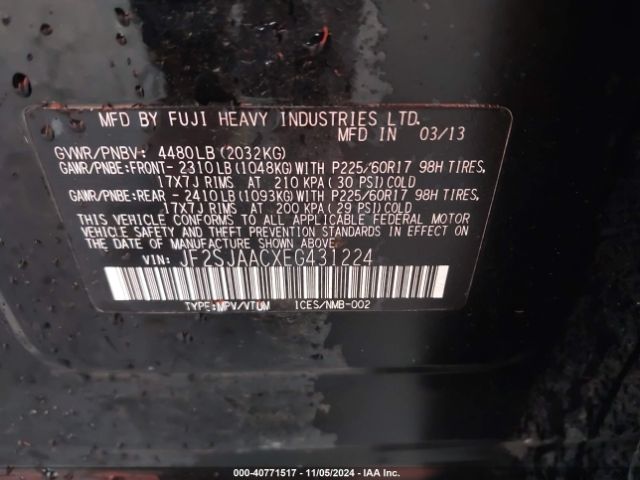 MFD BY FUJI HEAVY INDUSTRIES LTD.
MFD IN 03/13
GVWR/PNBV: 4480LB(2032KG)
GAWR/PNBE:FRONT- 2310LB(1048KG)WITH P225/60R17 98H TIRES,
17X7J RIMS AT 210 KPA(30 PSI)COLD
GAWR/PNBE:REAR - 2410LB(1093KG)WITH P225/60R17 98H TIRES,
17X7J RIMS AT 200 KPA(29 PSI)COLD
THIS VEHICLE CONFORMS TO ALL APPLICABLE FEDERAL MOTOR
VEHICLE SAFETY AND THEFT PREVENTION STANDARDS IN
EFFECT ON THE DATE OF MANUFACTURE SHOWN ABOVE.
VIN: JF2SJAACXEG431224
TYPE:MPV/VTUM ICES/NMB-002
000-40771517 - 11/05/2024 - IAA Inc.